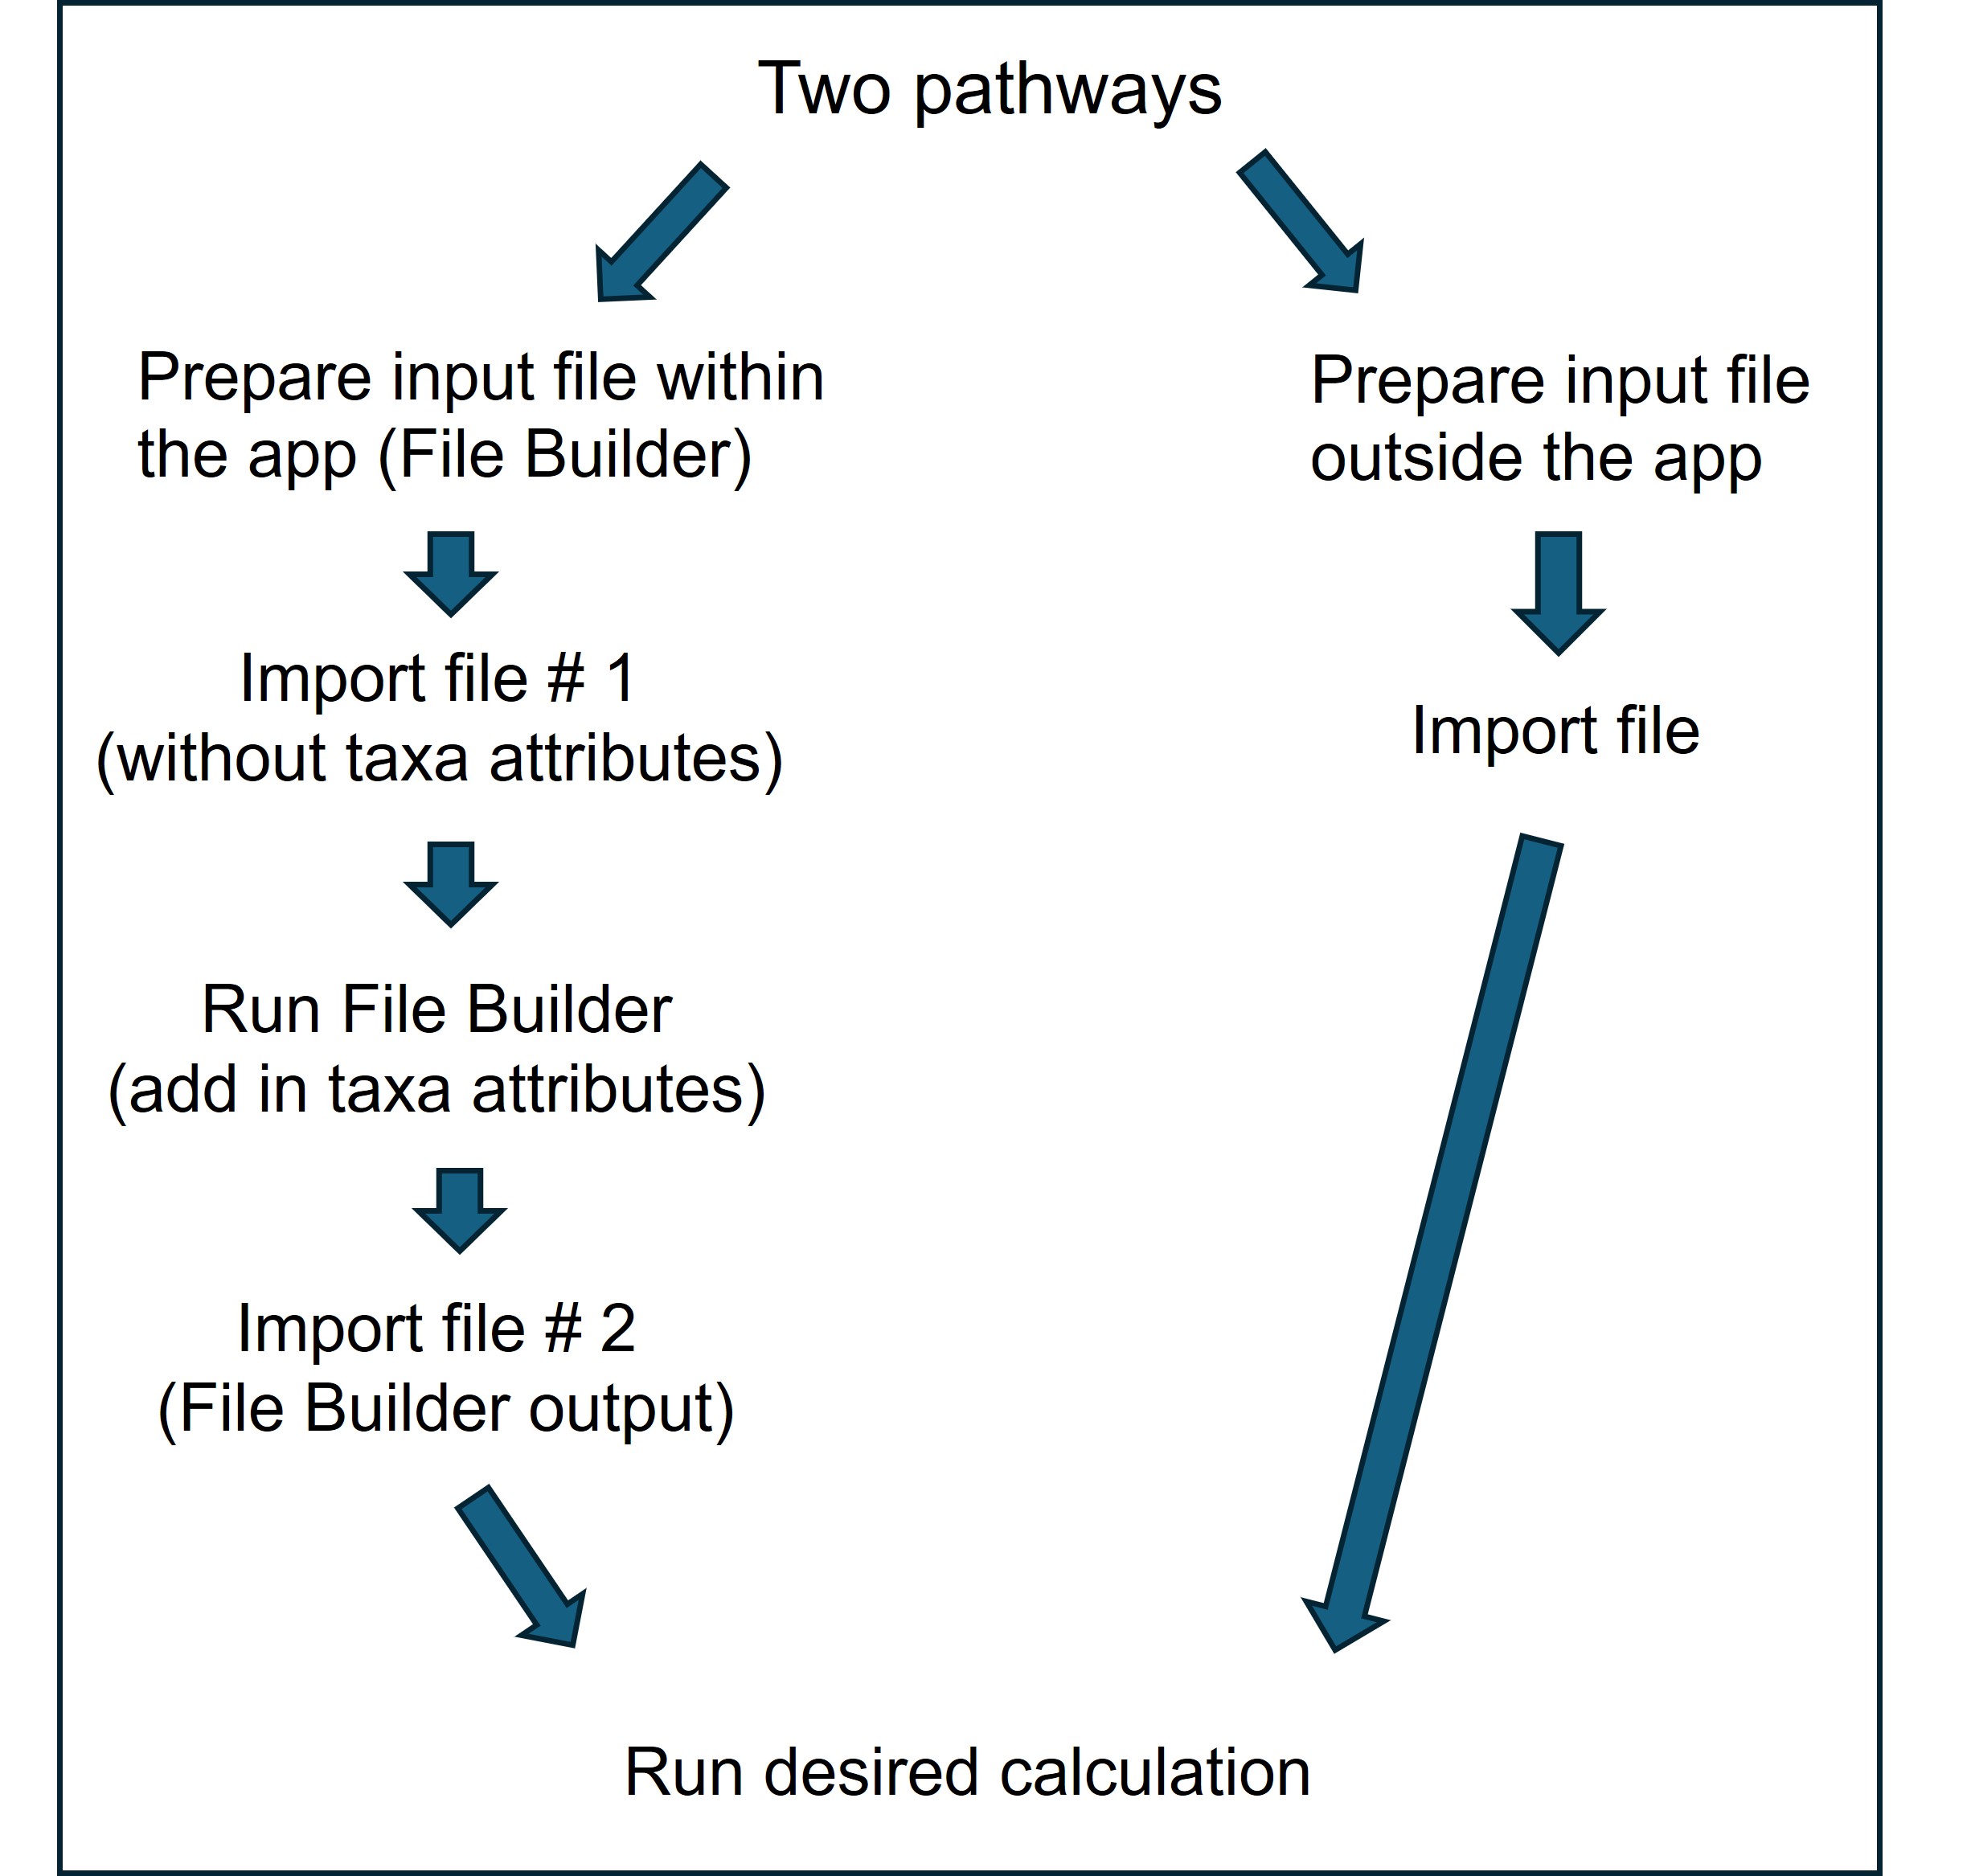 Two pathways
Prepare input file within
the app (File Builder)
Import file # 1
(without taxa attributes)
Run File Builder
(add in taxa attributes)
Import file # 2
(File Builder output)
Prepare input file
outside the app
Import file
Run desired calculation